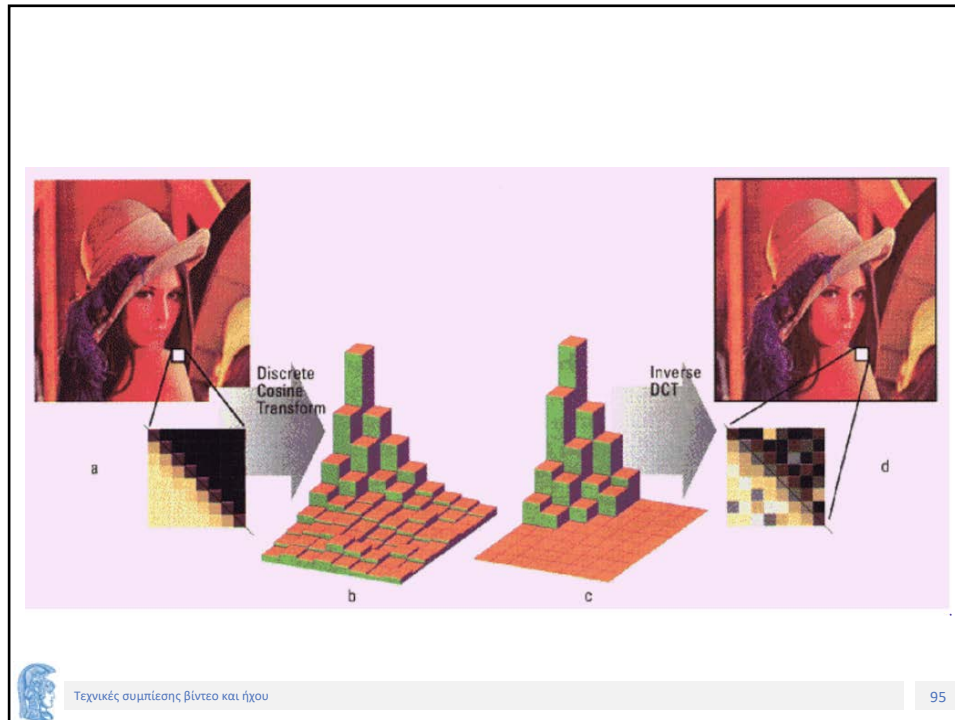 Discrete
Cosine
Transform
Inverse
DCT
a
d
b
c
.
Τεχνικές συμπίεσης βίντεο και ήχου
95